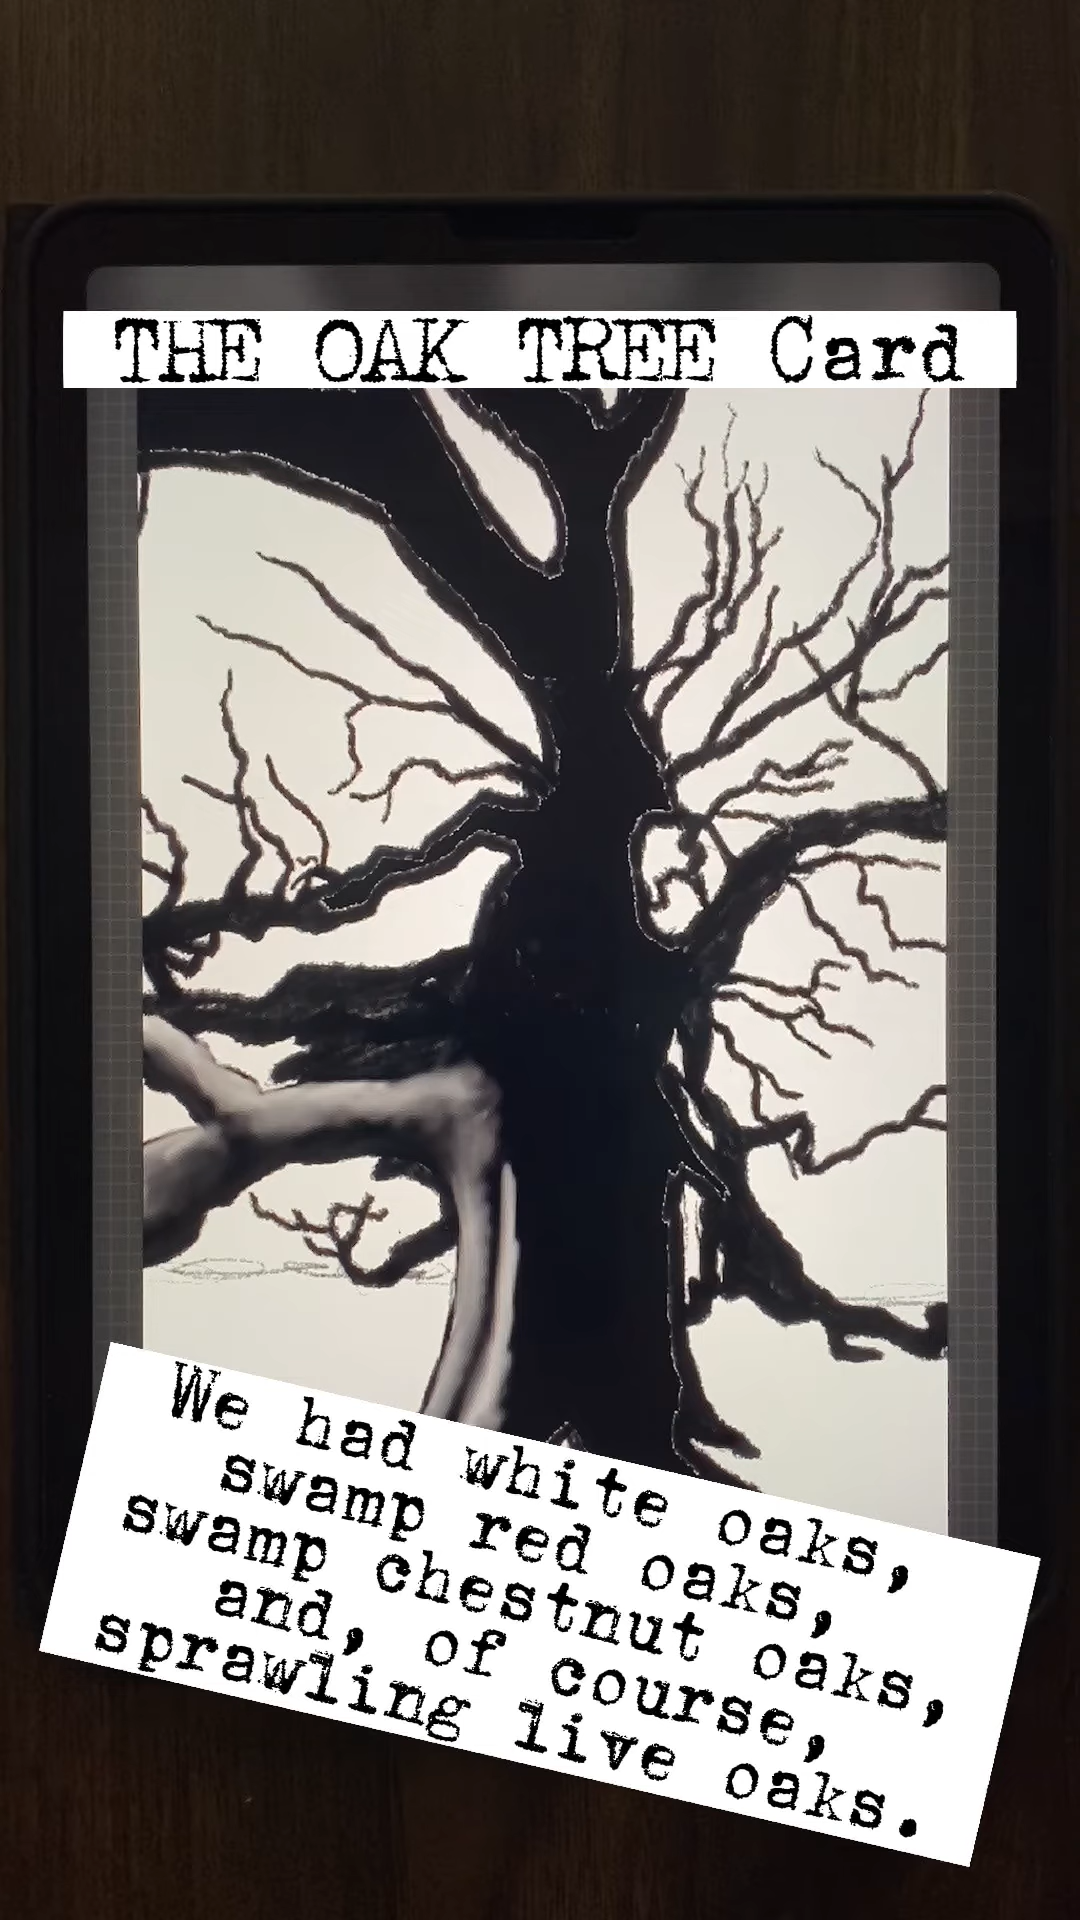 THE OAK TREE Card
We had white oaks,
swamp red oaks,
swamp chestnut oaks,
and, of course,
sprawling live oaks.